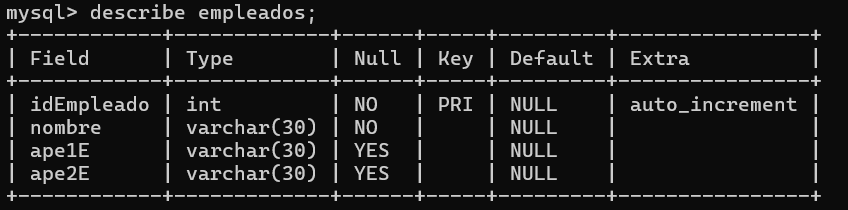 mysql> describe empleados;
+------------+-------------+------+-----+---------+----------------+
| Field      | Type        | Null | Key | Default | Extra          |
+------------+-------------+------+-----+---------+----------------+
| idEmpleado | int         | NO   | PRI | NULL    | auto_increment |
| nombre     | varchar(30) | NO   |     | NULL    |                |
| ape1E      | varchar(30) | YES  |     | NULL    |                |
| ape2E      | varchar(30) | YES  |     | NULL    |                |
+------------+-------------+------+-----+---------+----------------+